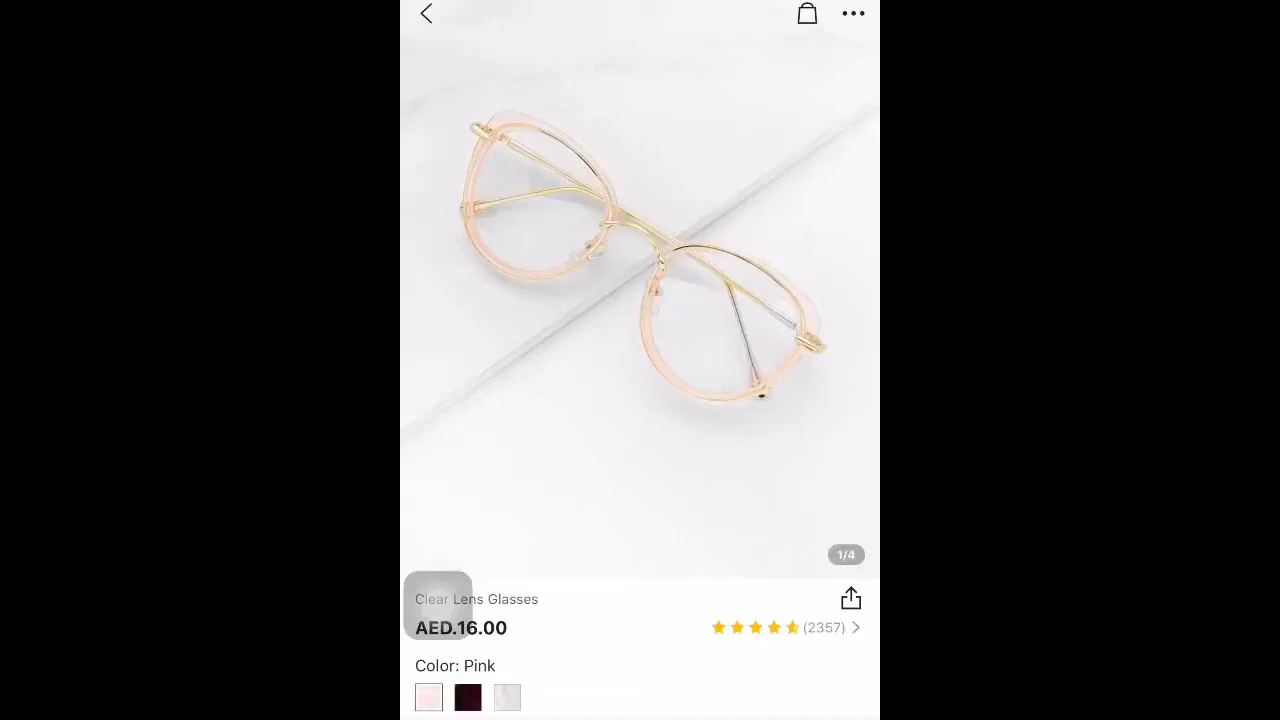 1/4
Clear Lens Glasses
AED.16.00
(2357)
Color: Pink